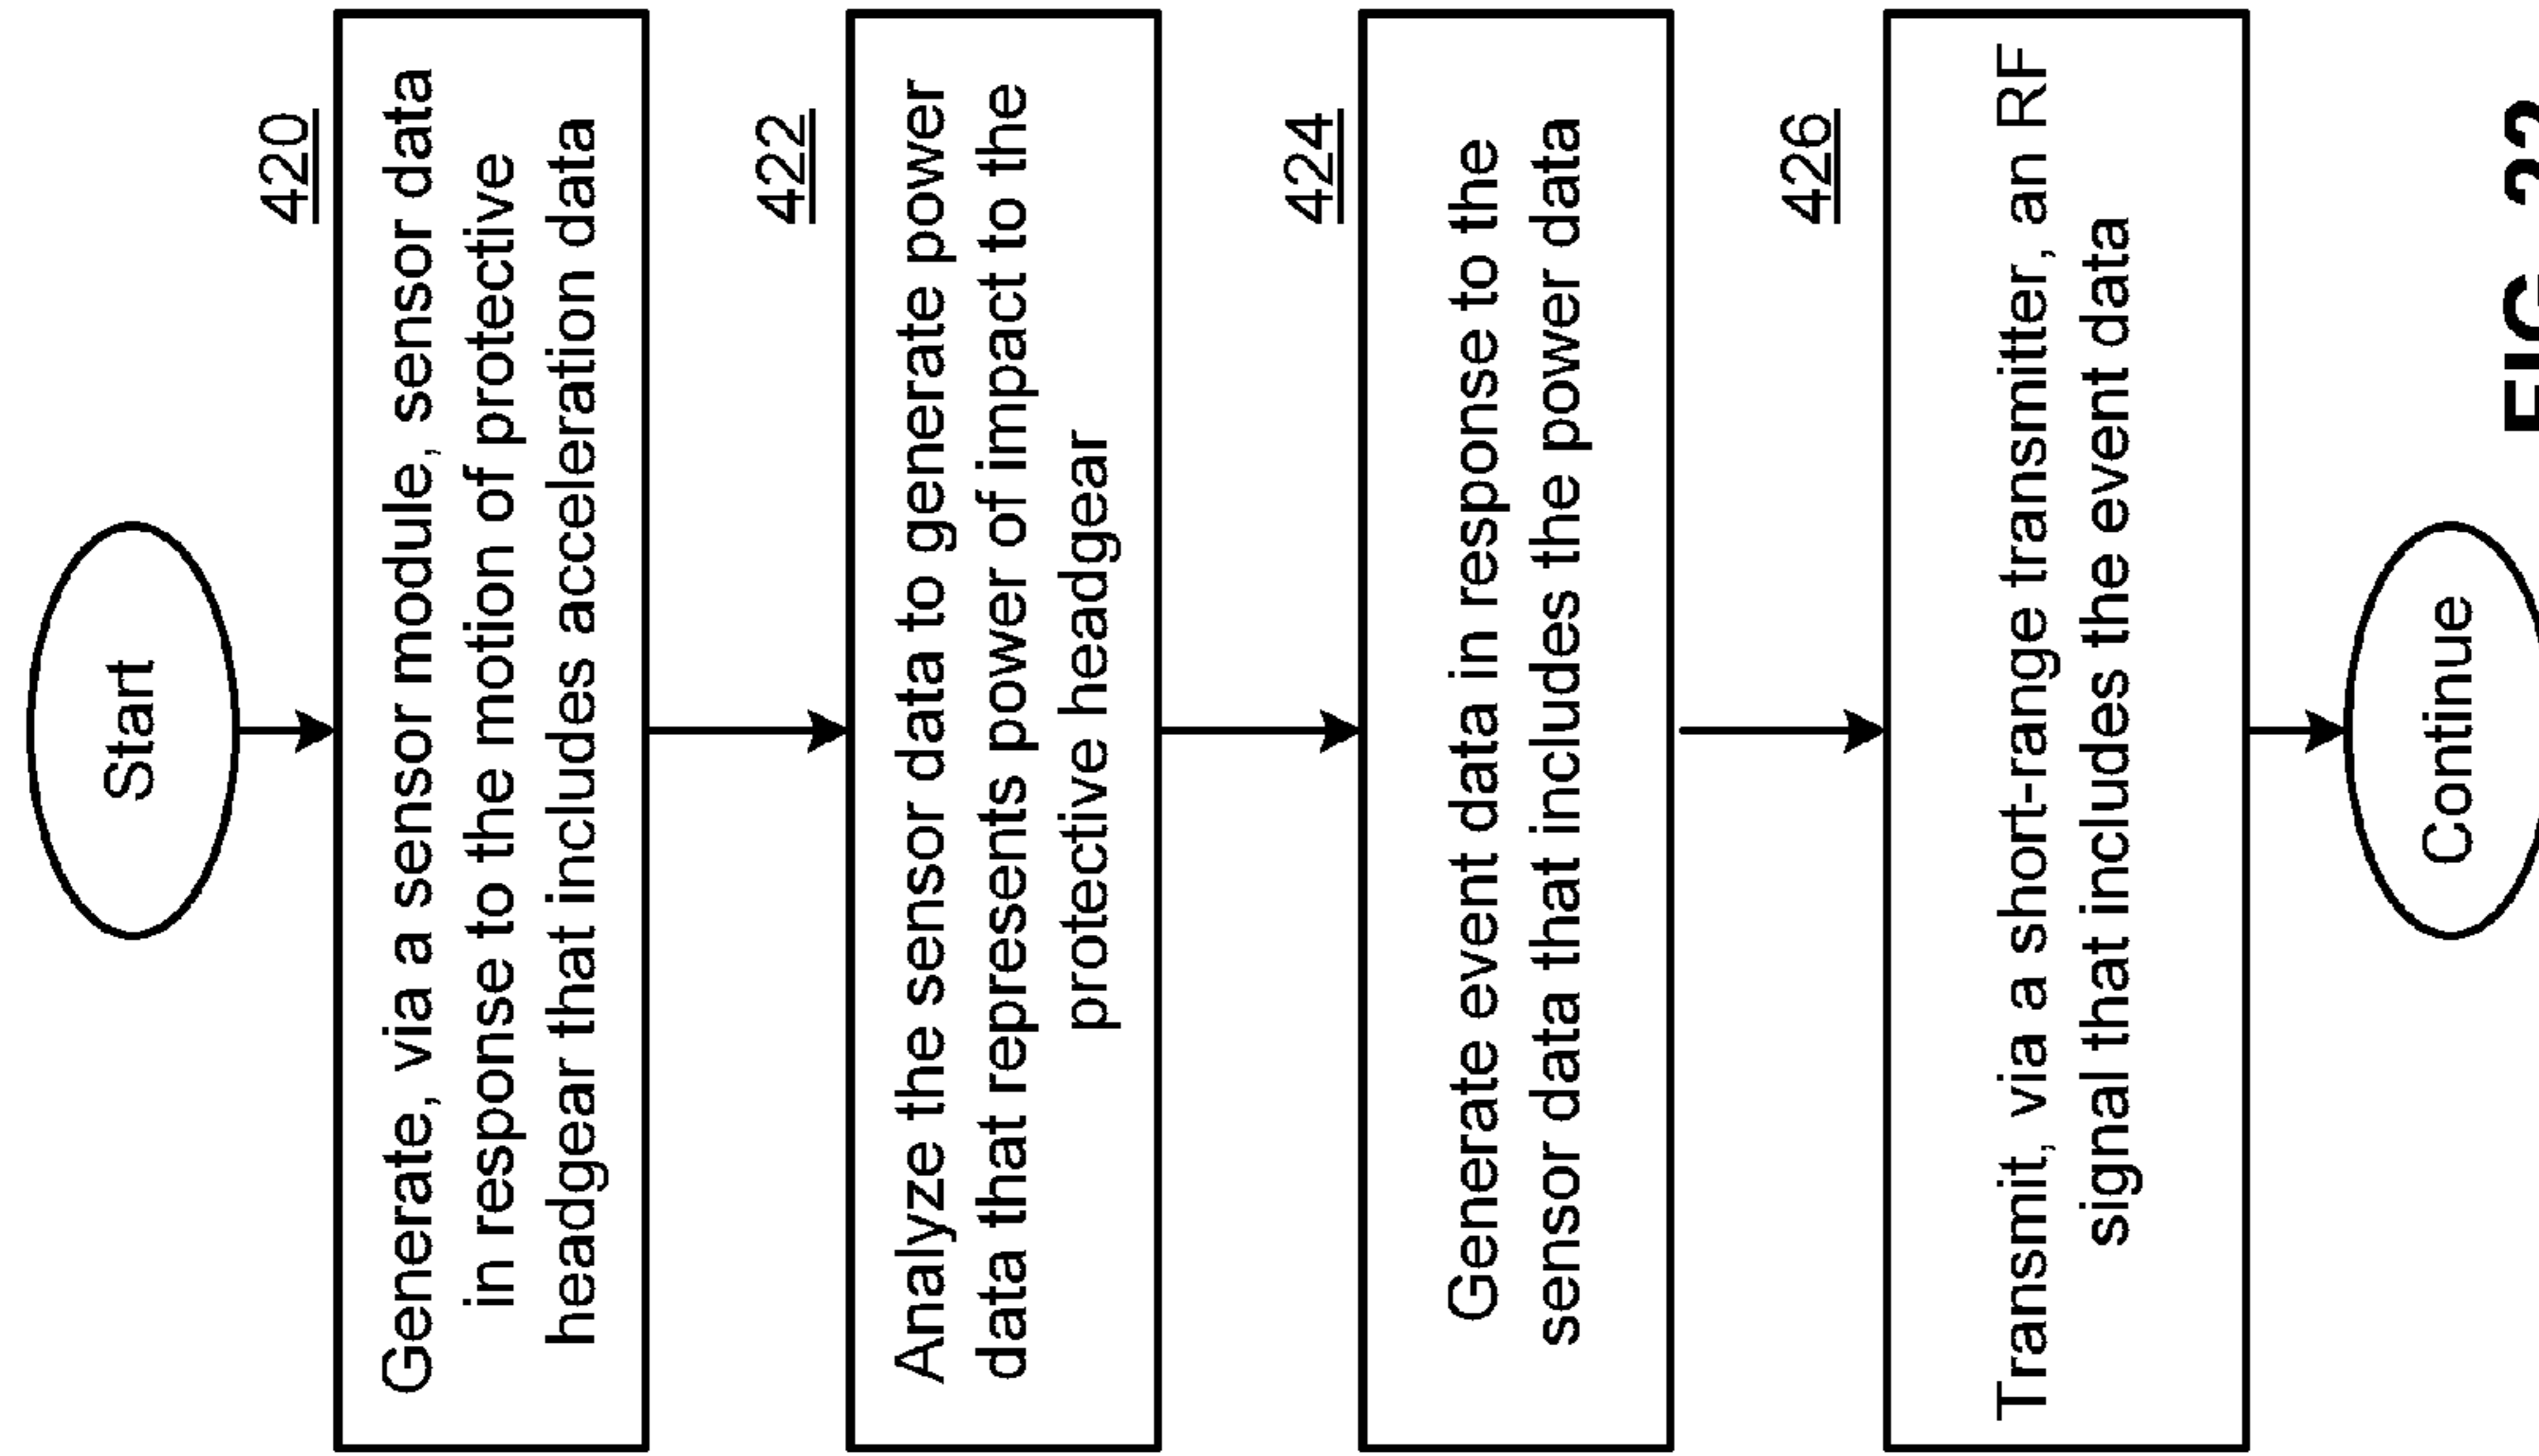 Start
420
Generate, via a sensor module, sensor data
in response to the motion of protective
headgear that includes acceleration data
422
Analyze the sensor data to generate power
data that represents power of impact to the
protective headgear
424
Generate event data in response to the
sensor data that includes the power data
426
Transmit, via a short-range transmitter, an RF
signal that includes the event data
Continue
FIG.